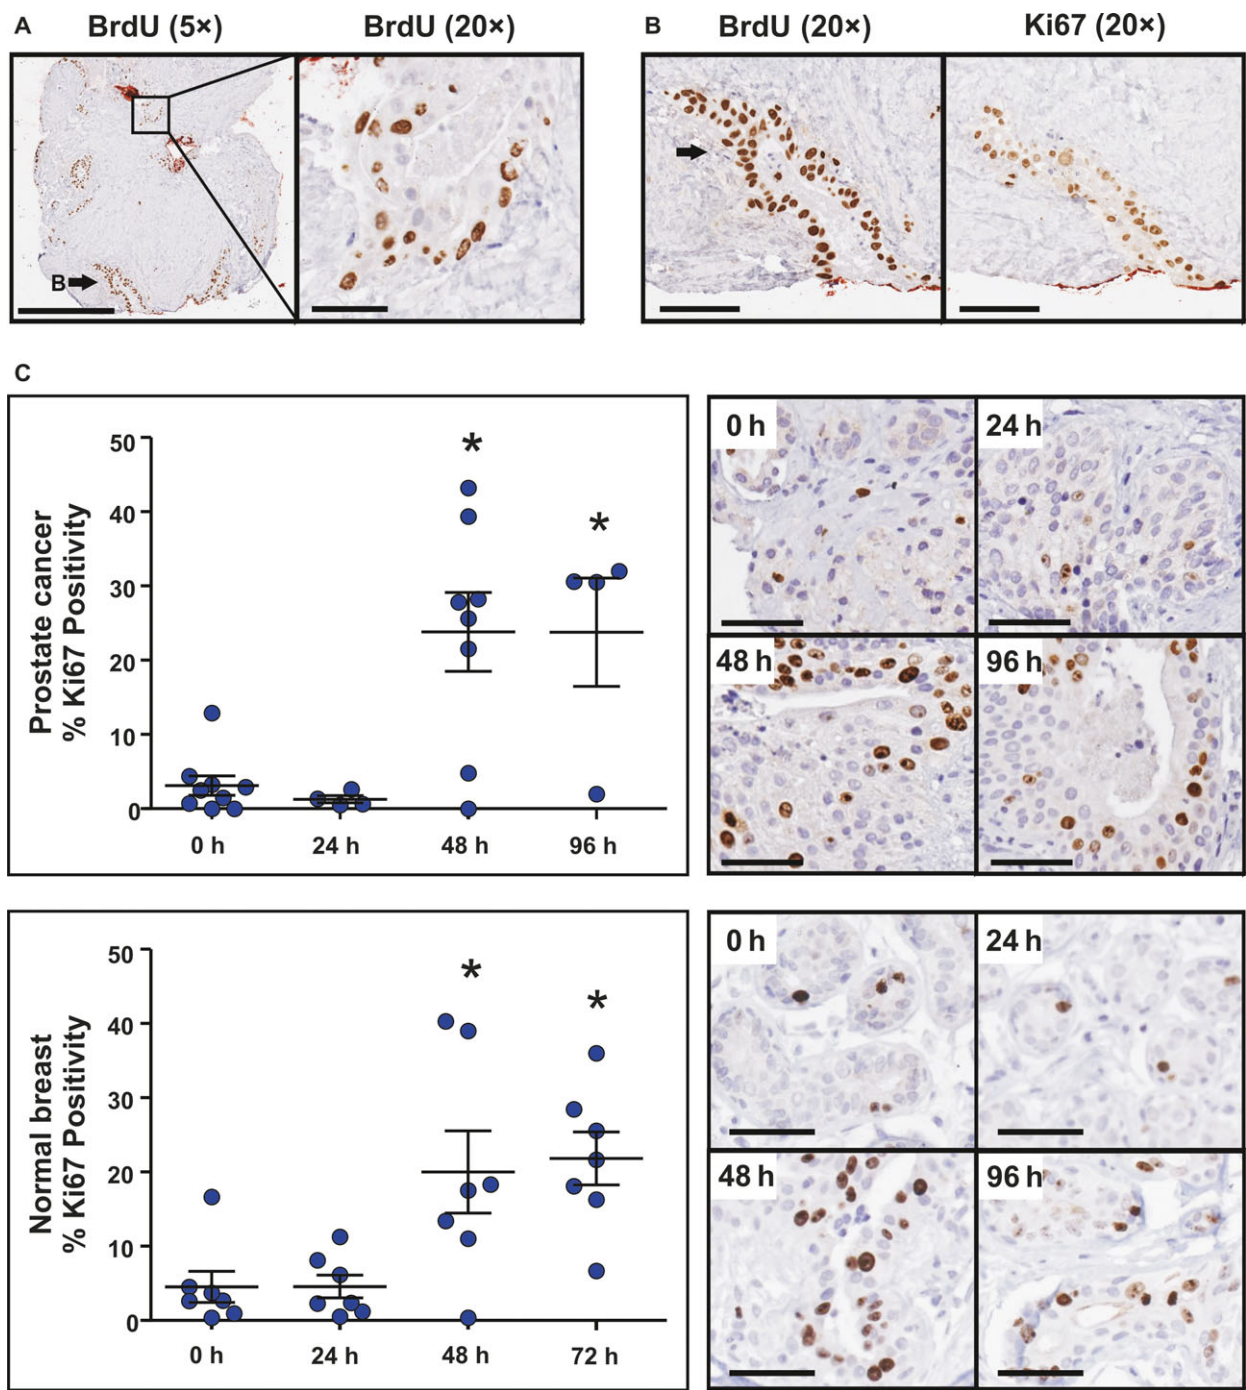 A BrdU (5×) BrdU (20×) B BrdU (20×) Ki67 (20×)
B
C
Prostate cancer
% Ki67 Positivity
50
40
30
20
10
0
0 h 24 h 48 h 96 h
*
*
0 h 24 h
48 h 96 h
Normal breast
% Ki67 Positivity
50
40
30
20
10
0
0 h 24 h 48 h 72 h
*
*
0 h 24 h
48 h 96 h